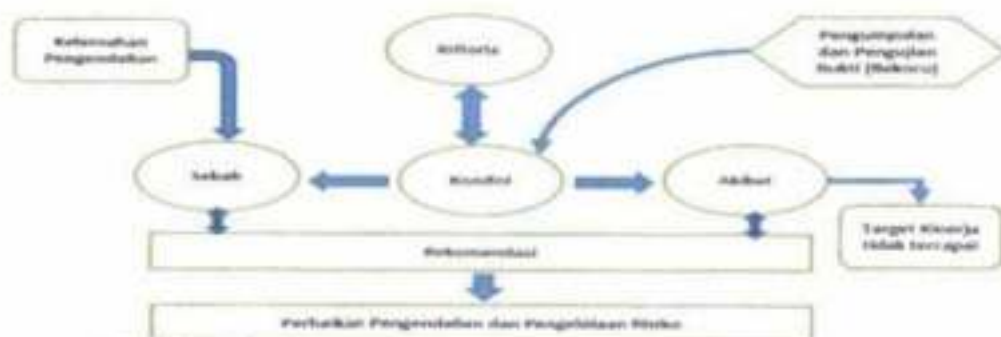 Kelemahan
Pengendalian
Kriteria
Pengumpulan
dan Pengujian
Bukti
Sebab
Kondisi
Akibat
Target Kinerja
tidak tercapai
Rekomendasi
Perbaikan Pengendalian dan Pengelolaan Risiko